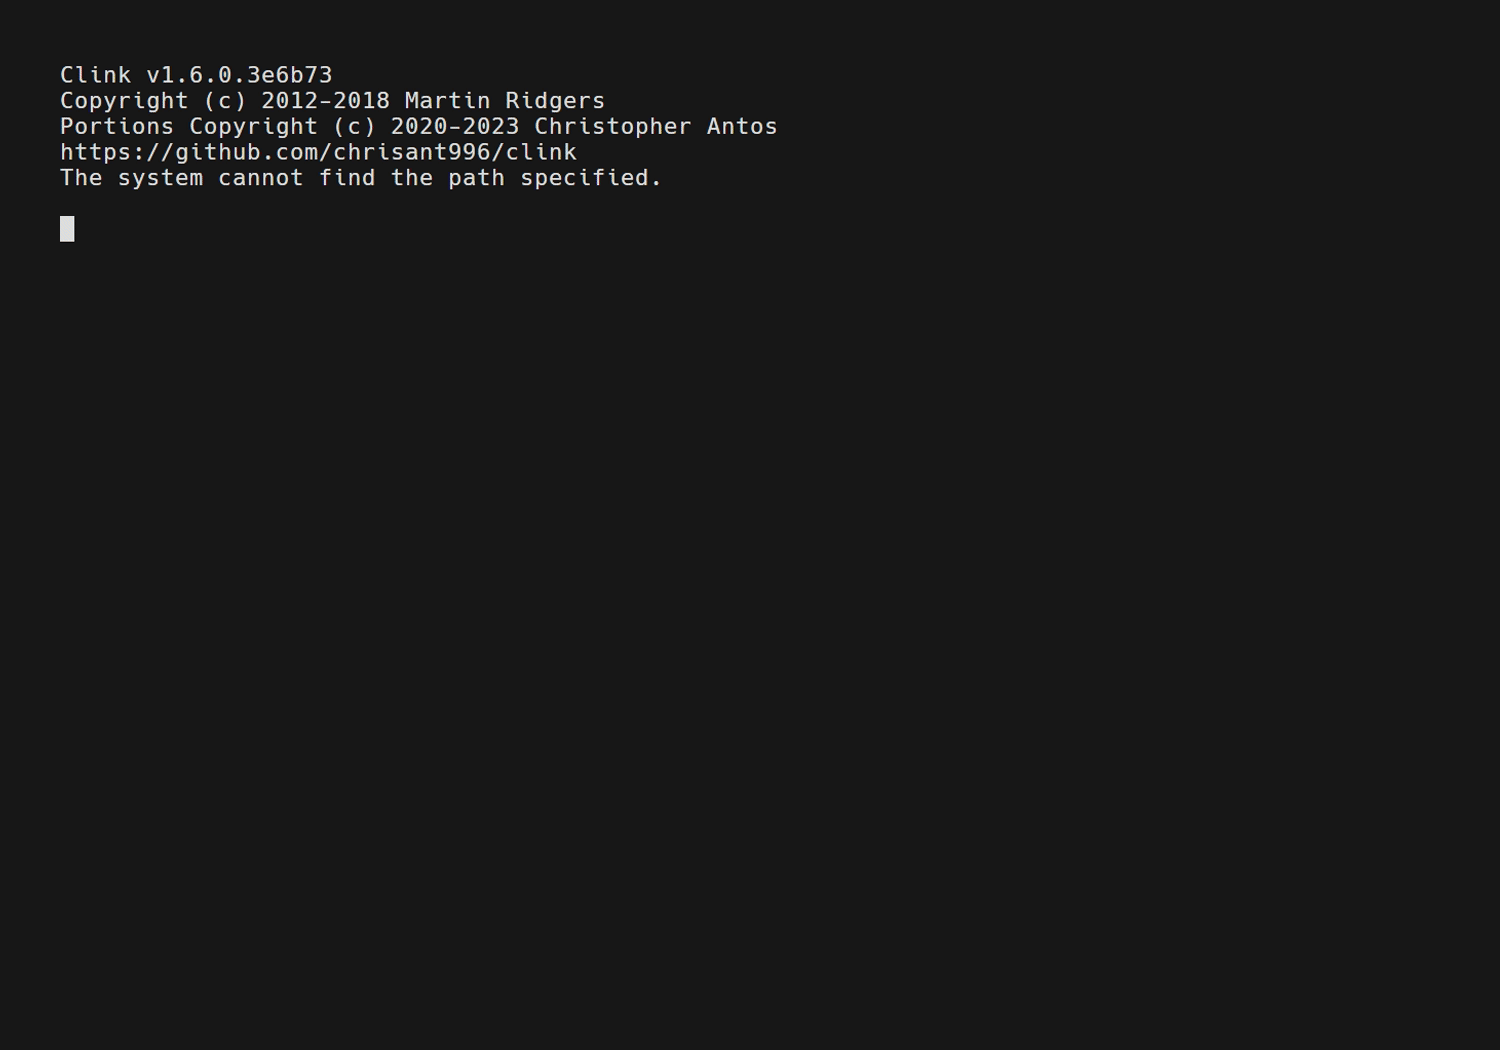 Clink v1.6.0.3e6b73
Copyright (c) 2012-2018 Martin Ridgers
Portions Copyright (c) 2020-2023 Christopher Antos
https://github.com/chrisant996/clink
The system cannot find the path specified.